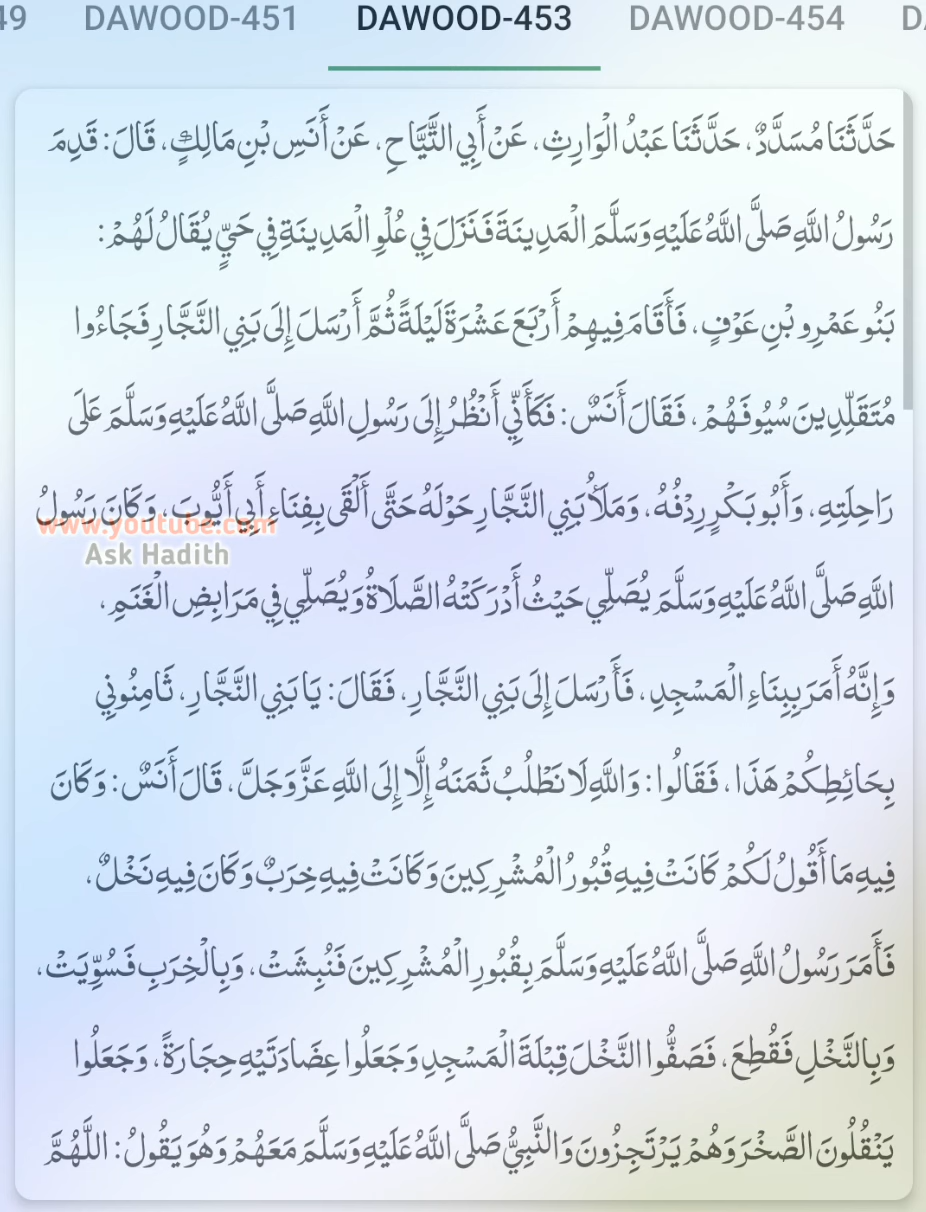 49 DAWOOD-451 DAWOOD-453 DAWOOD-454 D
حَدَّثَنَا مُسَدَّدٌ، حَدَّثَنَا عَبْدُ الْوَارِثِ، عَنْ أَبِي التَّيَّاحِ، عَنْ أَنَسِ بْنِ مَالِكٍ، قَالَ: قَدِمَ
رَسُولُ اللَّهِ صَلَّى اللَّهُ عَلَيْهِ وَسَلَّمَ الْمَدِينَةَ فَنَزَلَ فِي عُلْوِ الْمَدِينَةِ فِي حَيٍّ يُقَالُ لَهُمْ:
بَنُو عَمْرِو بْنِ عَوْفٍ، فَأَقَامَ فِيهِمْ أَرْبَعَ عَشْرَةَ لَيْلَةً ثُمَّ أَرْسَلَ إِلَى بَنِي النَّجَّارِ فَجَاءُوا
مُتَقَلِّدِينَ سُيُوفَهُمْ، فَقَالَ أَنَسٌ: فَكَأَنِّي أَنْظُرُ إِلَى رَسُولِ اللَّهِ صَلَّى اللَّهُ عَلَيْهِ وَسَلَّمَ عَلَى
رَاحِلَتِهِ، وَأَبُو بَكْرٍ رِدْفُهُ، وَمَلَأُ بَنِي النَّجَّارِ حَوْلَهُ حَتَّى أَلْقَى بِفِنَاءِ أَبِي أَيُّوبَ، وَكَانَ رَسُولُ
www.youtube.com
Ask Hadith
اللَّهِ صَلَّى اللَّهُ عَلَيْهِ وَسَلَّمَ يُصَلِّي حَيْثُ أَدْرَكَتْهُ الصَّلَاةُ وَيُصَلِّي فِي مَرَابِضِ الْغَنَمِ،
وَإِنَّهُ أَمَرَ بِبِنَاءِ الْمَسْجِدِ، فَأَرْسَلَ إِلَى بَنِي النَّجَّارِ، فَقَالَ: يَا بَنِي النَّجَّارِ، ثَامِنُونِي
بِحَائِطِكُمْ هَذَا، فَقَالُوا: وَاللَّهِ لَا نَطْلُبُ ثَمَنَهُ إِلَّا إِلَى اللَّهِ عَزَّ وَجَلَّ، قَالَ أَنَسٌ: وَكَانَ
فِيهِ مَا أَقُولُ لَكُمْ كَانَتْ فِيهِ قُبُورُ الْمُشْرِكِينَ وَكَانَتْ فِيهِ خِرَبٌ وَكَانَ فِيهِ نَخْلٌ،
فَأَمَرَ رَسُولُ اللَّهِ صَلَّى اللَّهُ عَلَيْهِ وَسَلَّمَ بِقُبُورِ الْمُشْرِكِينَ فَنُبِشَتْ، وَبِالْخِرَبِ فَسُوِّيَتْ،
وَبِالنَّخْلِ فَقُطِعَ، فَصَفُّوا النَّخْلَ قِبْلَةَ الْمَسْجِدِ وَجَعَلُوا عِضَادَتَيْهِ حِجَارَةً، وَجَعَلُوا
يَنْقُلُونَ الصَّخْرَ وَهُمْ يَرْتَجِزُونَ وَالنَّبِيُّ صَلَّى اللَّهُ عَلَيْهِ وَسَلَّمَ مَعَهُمْ وَهُوَ يَقُولُ: اللَّهُمَّ